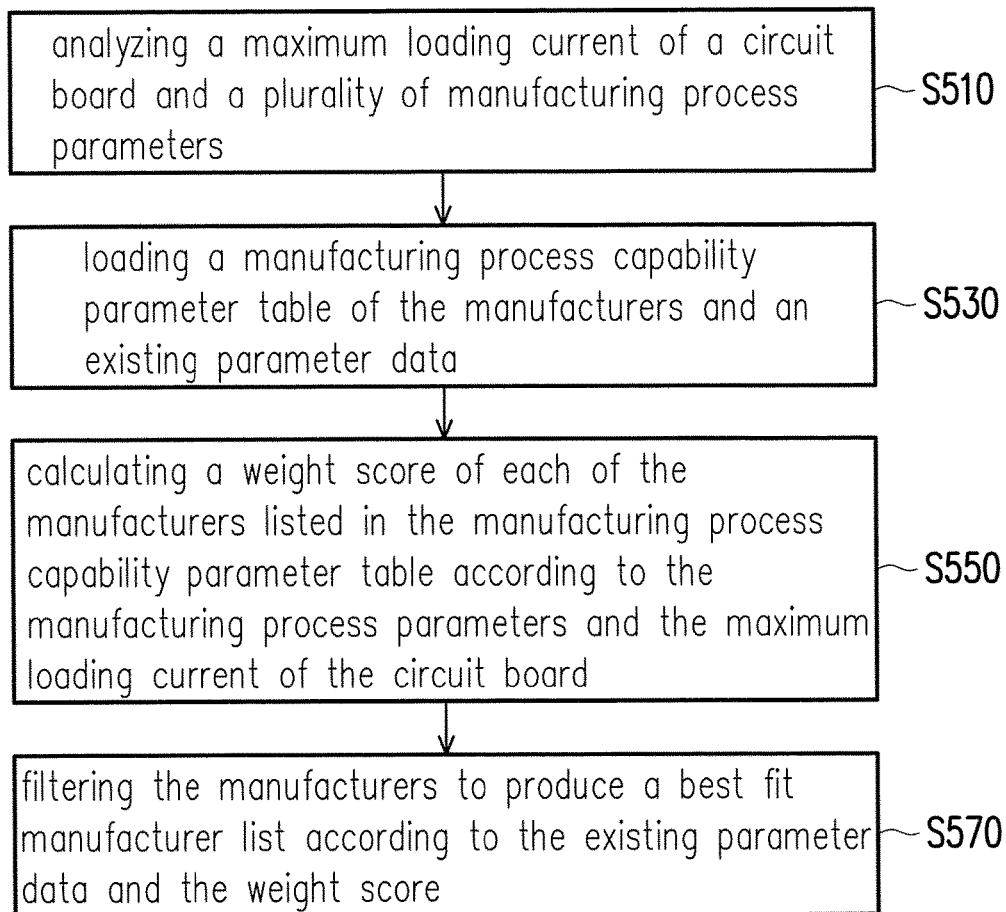 analyzing a maximum loading current of a circuit
board and a plurality of manufacturing process
parameters
S510
loading a manufacturing process capability
parameter table of the manufacturers and an
existing parameter data
S530
calculating a weight score of each of the
manufacturers listed in the manufacturing process
capability parameter table according to the
manufacturing process parameters and the maximum
loading current of the circuit board
S550
filtering the manufacturers to produce a best fit
manufacturer list according to the existing parameter
data and the weight score
S570